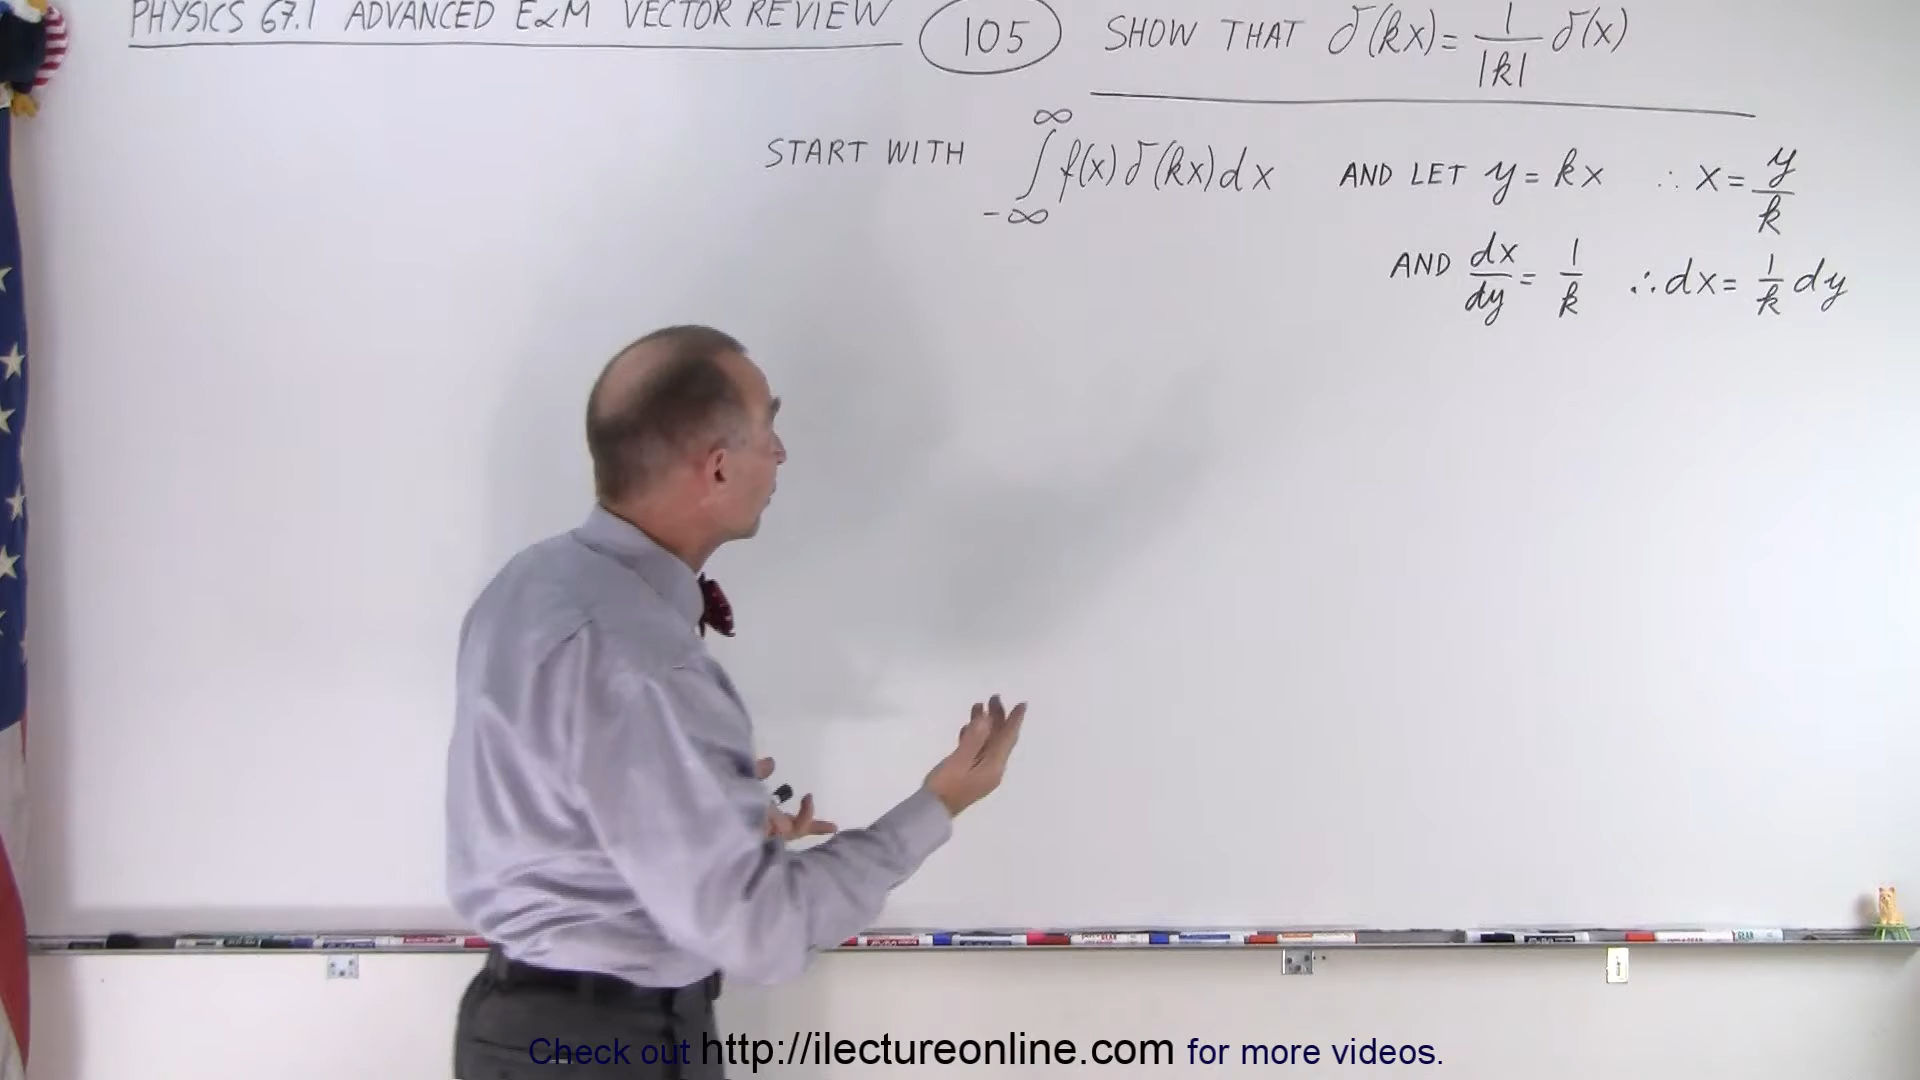 PHYSICS 67.1 ADVANCED E&M VECTOR REVIEW 105 SHOW THAT δ(kx)= 1/|k| δ(x)
START WITH ∫_{-∞}^{∞} f(x) δ(kx) dx AND LET y = kx ∴ x = y/k
AND dx/dy = 1/k ∴ dx = 1/k dy
Check out http://ilectureonline.com for more videos.